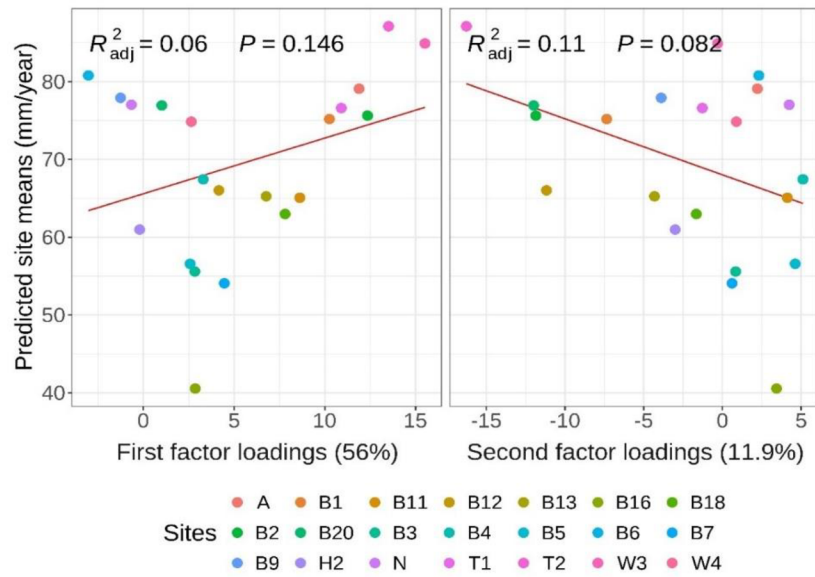 R²adj = 0.06 P = 0.146
R²adj = 0.11 P = 0.082
Predicted site means (mm/year)
80
70
60
50
40
0 5 10 15
-15 -10 -5 0 5
First factor loadings (56%)
Second factor loadings (11.9%)
Sites
A B1 B11 B12 B13 B16 B18
B2 B20 B3 B4 B5 B6 B7
B9 H2 N T1 T2 W3 W4